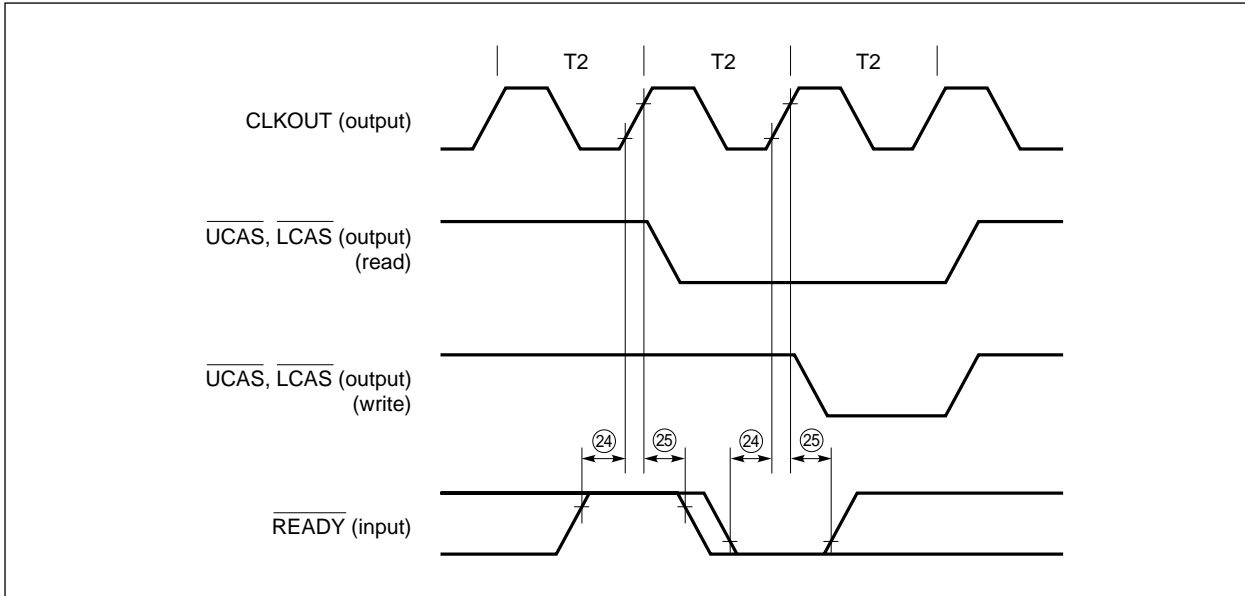 T2 T2 T2
CLKOUT (output)
UCAS, LCAS (output)
(read)
UCAS, LCAS (output)
(write)
24 25 24 25
READY (input)